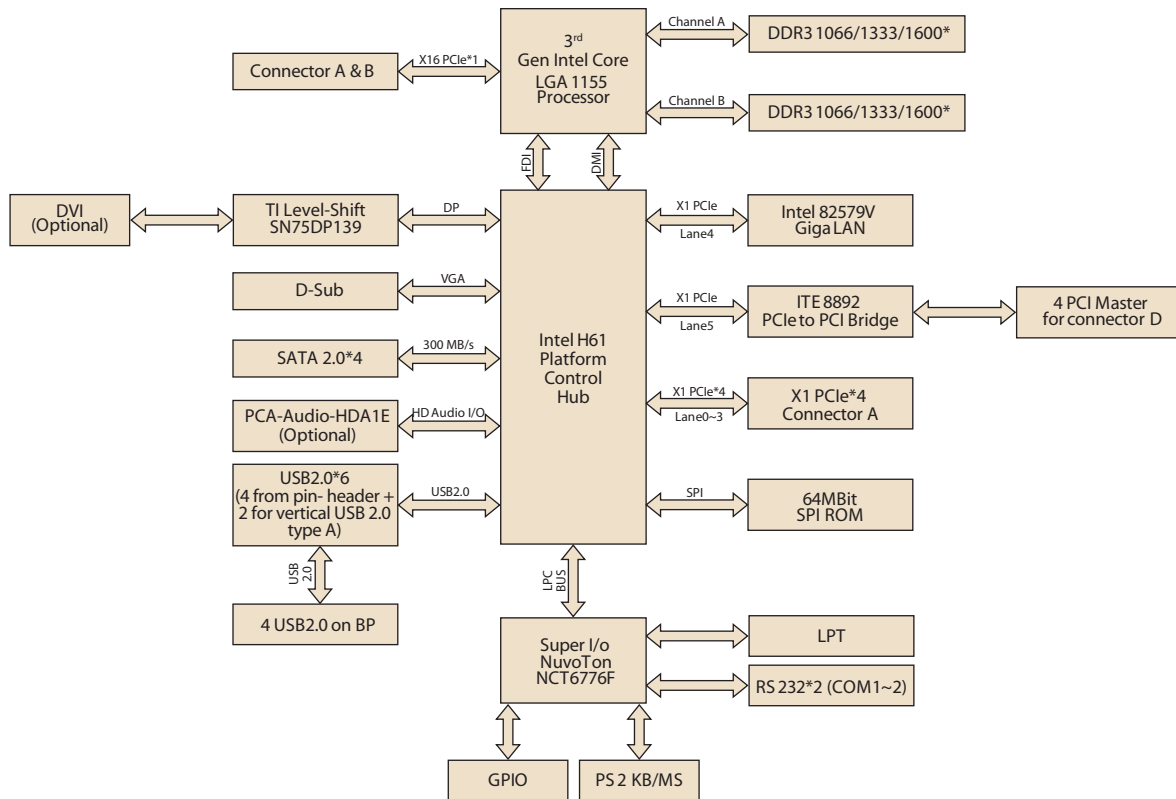 3rd
Gen Intel Core
LGA 1155
Processor
Channel A
DDR3 1066/1333/1600*
Connector A & B
X16 PCIe*1
Channel B
DDR3 1066/1333/1600*
FDI
DMI
DVI
(Optional)
TI Level-Shift
SN75DP139
DP
X1 PCIe
Lane4
Intel 82579V
Giga LAN
D-Sub
VGA
X1 PCIe
Lane5
ITE 8892
PCIe to PCI Bridge
4 PCI Master
for connector D
Intel H61
Platform
Control
Hub
SATA 2.0*4
300 MB/s
X1 PCIe*4
Lane0~3
X1 PCIe*4
Connector A
PCA-Audio-HDA1E
(Optional)
HD Audio I/O
USB2.0*6
(4 from pin- header +
2 for vertical USB 2.0
type A)
USB2.0
SPI
64MBit
SPI ROM
USB
2.0
LPC
BUS
4 USB2.0 on BP
Super I/o
NuvoTon
NCT6776F
LPT
RS 232*2 (COM1~2)
GPIO
PS 2 KB/MS